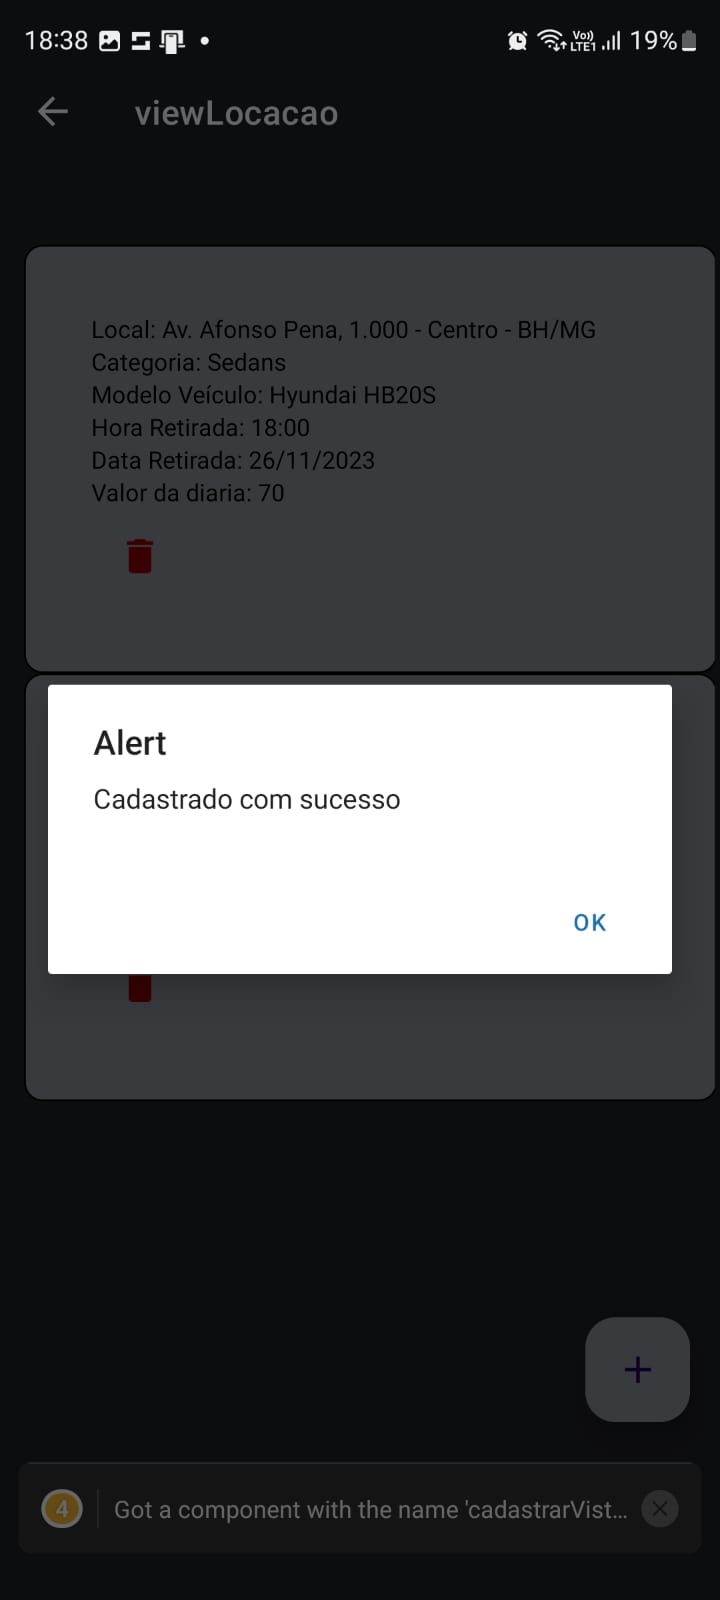 18:38
Vo))
LTE1
19%
viewLocacao
Local: Av. Afonso Pena, 1.000 - Centro - BH/MG
Categoria: Sedans
Modelo Veículo: Hyundai HB20S
Hora Retirada: 18:00
Data Retirada: 26/11/2023
Valor da diaria: 70
Alert
Cadastrado com sucesso
OK
4
Got a component with the name 'cadastrarVist...